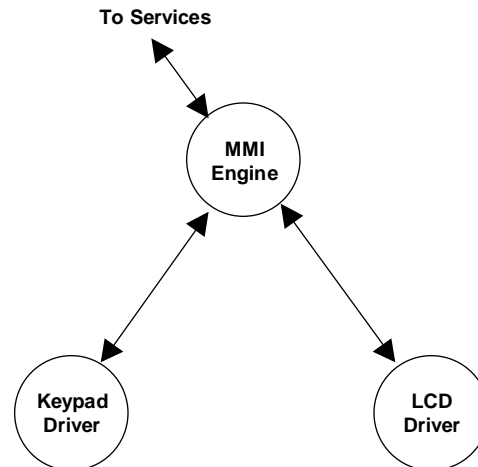 To Services
MMI
Engine
Keypad
Driver
LCD
Driver